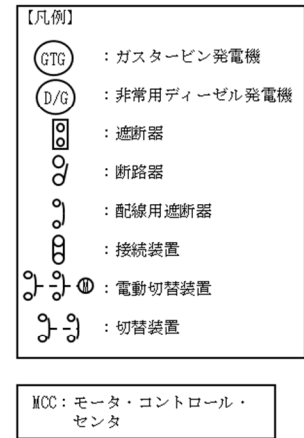 【凡例】
GTG ：ガスタービン発電機
D/G ：非常用ディーゼル発電機
：遮断器
：断路器
：配線用遮断器
：接続装置
M ：電動切替装置
：切替装置
MCC：モータ・コントロール・
センタ